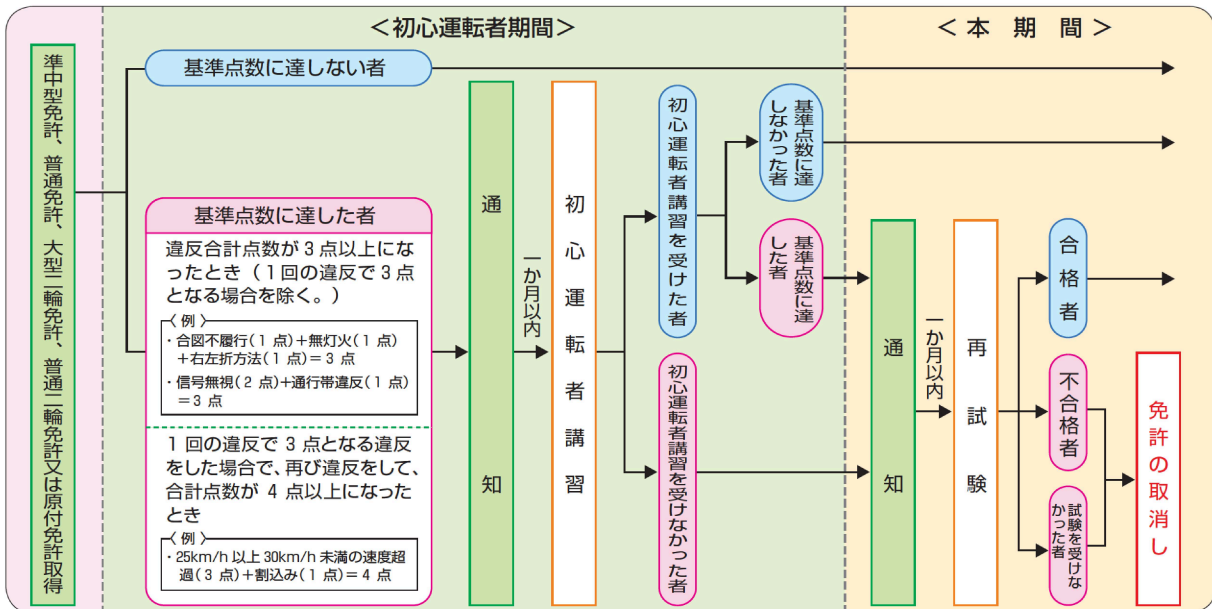 ＜初心運転者期間＞
＜ 本　期　間 ＞
準中型免許、普通免許、大型二輪免許、普通二輪免許又は原付免許取得
基準点数に達しない者
基準点数に達した者
違反合計点数が３点以上にな
ったとき（１回の違反で３点
となる場合を除く。）
〈 例 〉
・合図不履行(１点)＋無灯火(１点)
＋右左折方法(１点)＝３点
・信号無視(２点)＋通行帯違反(１点)
＝３点
１回の違反で３点となる違反
をした場合で、再び違反をして、
合計点数が４点以上になった
とき
〈 例 〉
・25km/h 以上 30km/h 未満の速度超
過(３点)＋割込み(１点)＝４点
通知
一か月以内
初心運転者講習
初心運転者講習を受けた者
初心運転者講習を受けなかった者
基準点数に達
しなかった者
基準点数に達
した者
通知
一か月以内
再試験
合格者
不合格者
試験を受けな
かった者
免許の取消し